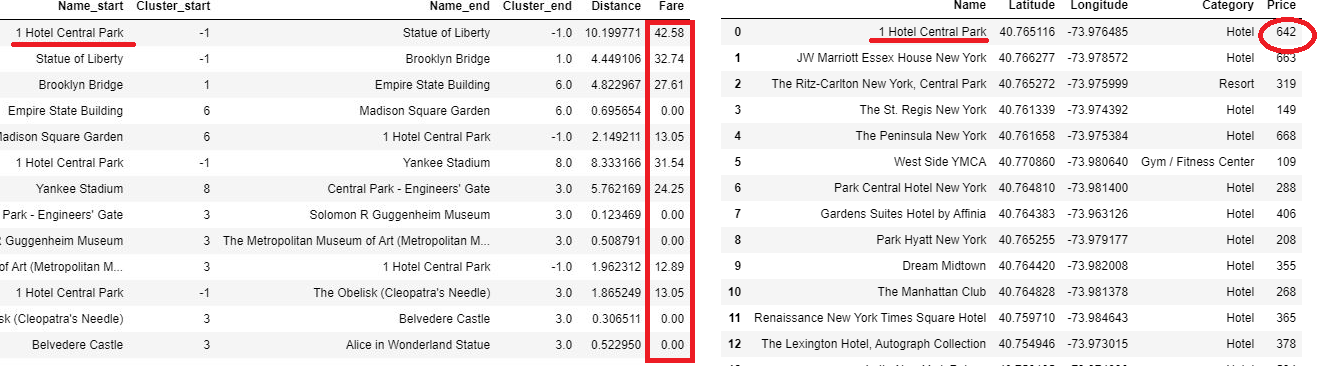 Name_start Cluster_start Name_end Cluster_end Distance Fare
1 Hotel Central Park -1 Statue of Liberty -1.0 10.199771 42.58
Statue of Liberty -1 Brooklyn Bridge 1.0 4.449106 32.74
Brooklyn Bridge 1 Empire State Building 6.0 4.822967 27.61
Empire State Building 6 Madison Square Garden 6.0 0.695654 0.00
Madison Square Garden 6 1 Hotel Central Park -1.0 2.149211 13.05
1 Hotel Central Park -1 Yankee Stadium 8.0 8.333166 31.54
Yankee Stadium 8 Central Park - Engineers' Gate 3.0 5.762169 24.25
Park - Engineers' Gate 3 Solomon R Guggenheim Museum 3.0 0.123469 0.00
R Guggenheim Museum 3 The Metropolitan Museum of Art (Metropolitan M... 3.0 0.508791 0.00
of Art (Metropolitan M... 3 1 Hotel Central Park -1.0 1.962312 12.89
1 Hotel Central Park -1 The Obelisk (Cleopatra's Needle) 3.0 1.865249 13.05
sk (Cleopatra's Needle) 3 Belvedere Castle 3.0 0.306511 0.00
Belvedere Castle 3 Alice in Wonderland Statue 3.0 0.522950 0.00
Name Latitude Longitude Category Price
0 1 Hotel Central Park 40.765116 -73.976485 Hotel 642
1 JW Marriott Essex House New York 40.766277 -73.978572 Hotel 663
2 The Ritz-Carlton New York, Central Park 40.765272 -73.975999 Resort 319
3 The St. Regis New York 40.761339 -73.974392 Hotel 149
4 The Peninsula New York 40.761658 -73.975384 Hotel 668
5 West Side YMCA 40.770860 -73.980640 Gym / Fitness Center 109
6 Park Central Hotel New York 40.764810 -73.981400 Hotel 288
7 Gardens Suites Hotel by Affinia 40.764383 -73.963126 Hotel 406
8 Park Hyatt New York 40.765255 -73.979177 Hotel 208
9 Dream Midtown 40.764420 -73.982008 Hotel 355
10 The Manhattan Club 40.764828 -73.981378 Hotel 268
11 Renaissance New York Times Square Hotel 40.759710 -73.984643 Hotel 365
12 The Lexington Hotel, Autograph Collection 40.754946 -73.973015 Hotel 378